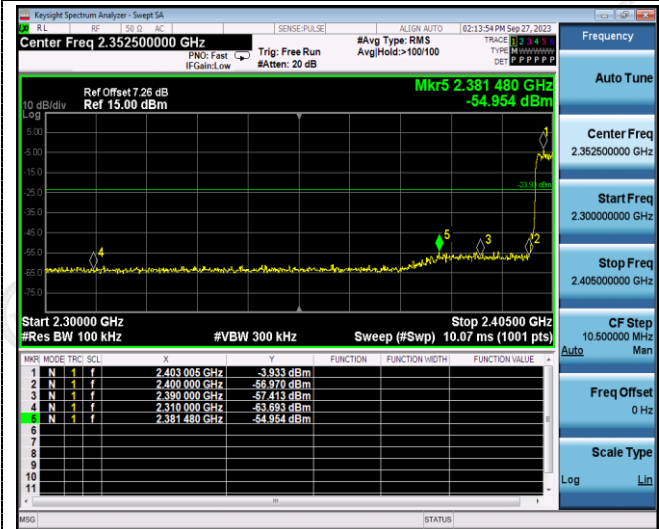 Keysight Spectrum Analyzer - Swept SA
RL RF 50 Ω AC SENSE:PULSE ALIGN AUTO 02:13:54 PM Sep 27, 2023
Center Freq 2.352500000 GHz
PNO: Fast
IFGain:Low
Trig: Free Run
#Atten: 20 dB
#Avg Type: RMS
Avg|Hold:>100/100
TRACE 1 2 3 4 5 6
TYPE M WWWWW
DET P P P P P P
Ref Offset 7.26 dB
Ref 15.00 dBm
10 dB/div
Log
Mkr5 2.381 480 GHz
-54.954 dBm
5.00
-5.00
-15.0
-25.0
-35.0
-45.0
-55.0
-65.0
-75.0
1
-23.93 dBm
5
3
2
4
Start 2.30000 GHz Stop 2.40500 GHz
#Res BW 100 kHz #VBW 300 kHz Sweep (#Swp) 10.07 ms (1001 pts)
MKR MODE TRC SCL X Y FUNCTION FUNCTION WIDTH FUNCTION VALUE
1 N 1 f 2.403 005 GHz -3.933 dBm
2 N 1 f 2.400 000 GHz -56.970 dBm
3 N 1 f 2.390 000 GHz -57.413 dBm
4 N 1 f 2.310 000 GHz -63.693 dBm
5 N 1 f 2.381 480 GHz -54.954 dBm
6
7
8
9
10
11
MSG STATUS
Frequency
Auto Tune
Center Freq
2.352500000 GHz
Start Freq
2.300000000 GHz
Stop Freq
2.405000000 GHz
CF Step
10.500000 MHz
Auto Man
Freq Offset
0 Hz
Scale Type
Log Lin